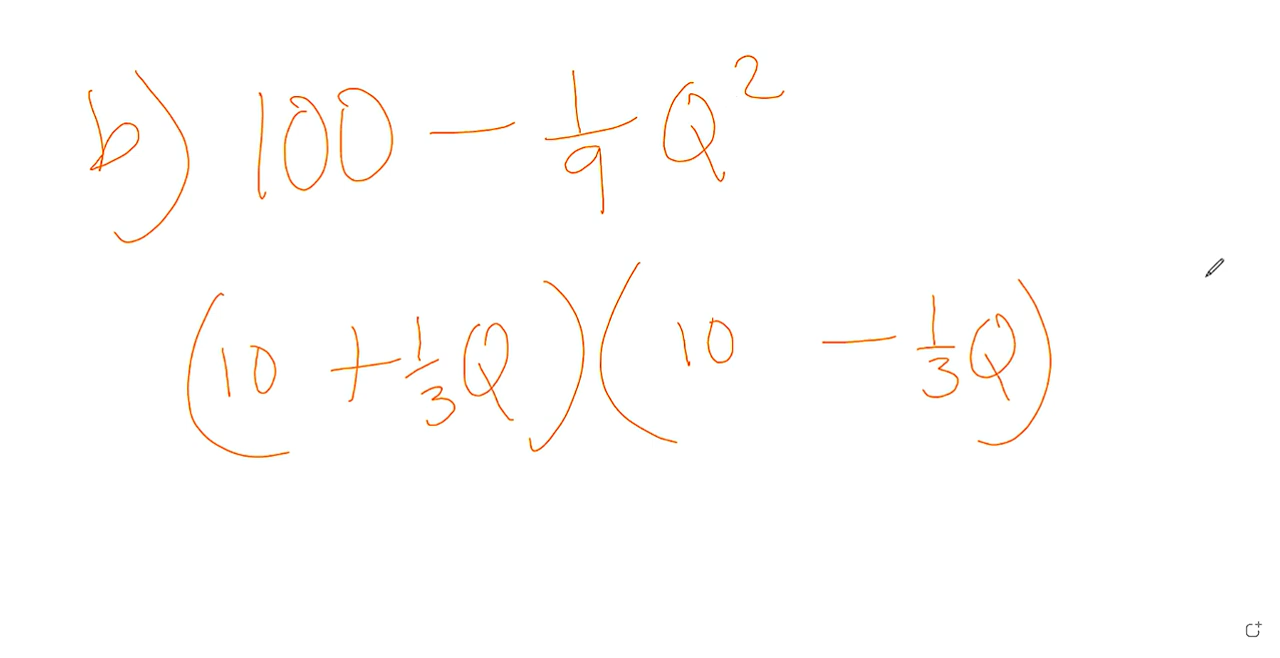 b) 100 - 1/9 Q²
(10 + 1/3 Q)(10 - 1/3 Q)